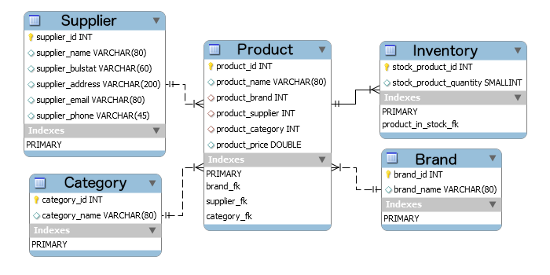 Supplier
supplier_id INT
supplier_name VARCHAR(80)
supplier_bulstat VARCHAR(60)
supplier_address VARCHAR(200)
supplier_email VARCHAR(80)
supplier_phone VARCHAR(45)
Indexes
PRIMARY
Category
category_id INT
category_name VARCHAR(80)
Indexes
PRIMARY
Product
product_id INT
product_name VARCHAR(80)
product_brand INT
product_supplier INT
product_category INT
product_price DOUBLE
Indexes
PRIMARY
brand_fk
supplier_fk
category_fk
Inventory
stock_product_id INT
stock_product_quantity SMALLINT
Indexes
PRIMARY
product_in_stock_fk
Brand
brand_id INT
brand_name VARCHAR(80)
Indexes
PRIMARY